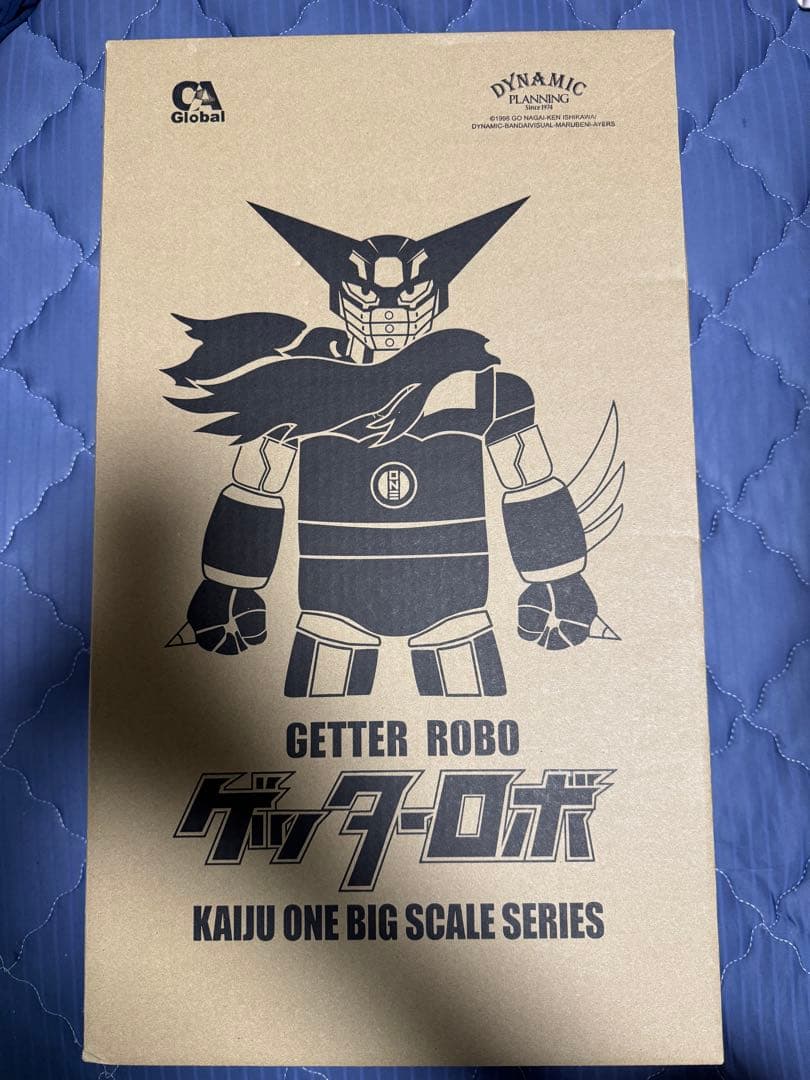 CA
Global
DYNAMIC
PLANNING
Since 1974
©1998 GO NAGAI·KEN ISHIKAWA/
DYNAMIC·BANDAIVISUAL·MARUBENI·AYERS
ONE
GETTER ROBO
ゲッターロボ
KAIJU ONE BIG SCALE SERIES